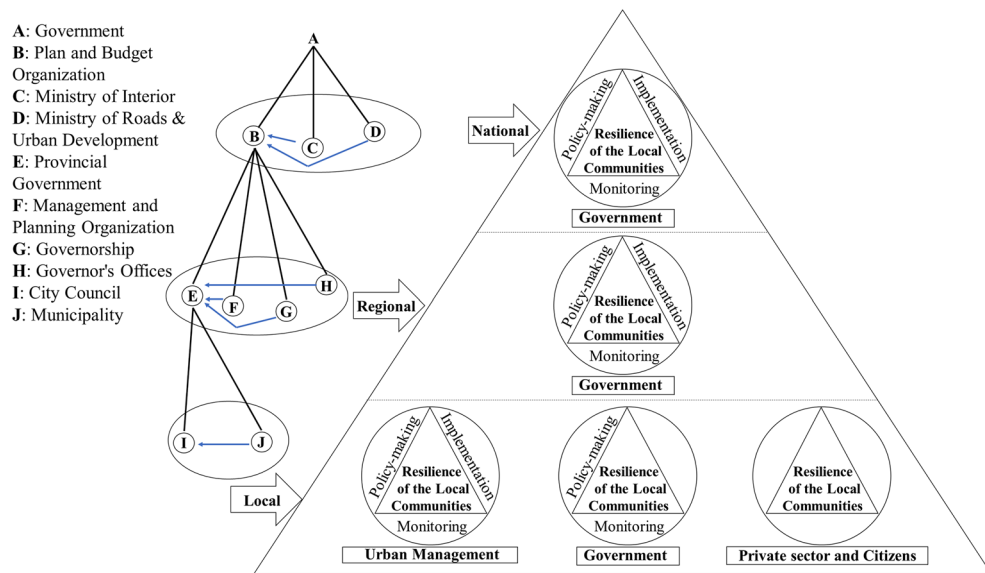 A: Government
B: Plan and Budget
Organization
C: Ministry of Interior
D: Ministry of Roads &
Urban Development
E: Provincial
Government
F: Management and
Planning Organization
G: Governorship
H: Governor's Offices
I: City Council
J: Municipality
A
B
C
D
E
F
G
H
I
J
National
Policy-making
Implementation
Resilience
of the Local
Communities
Monitoring
Government
Regional
Policy-making
Implementation
Resilience
of the Local
Communities
Monitoring
Government
Local
Policy-making
Implementation
Resilience
of the Local
Communities
Monitoring
Urban Management
Policy-making
Resilience
of the Local
Communities
Monitoring
Government
Resilience
of the Local
Communities
Private sector and Citizens